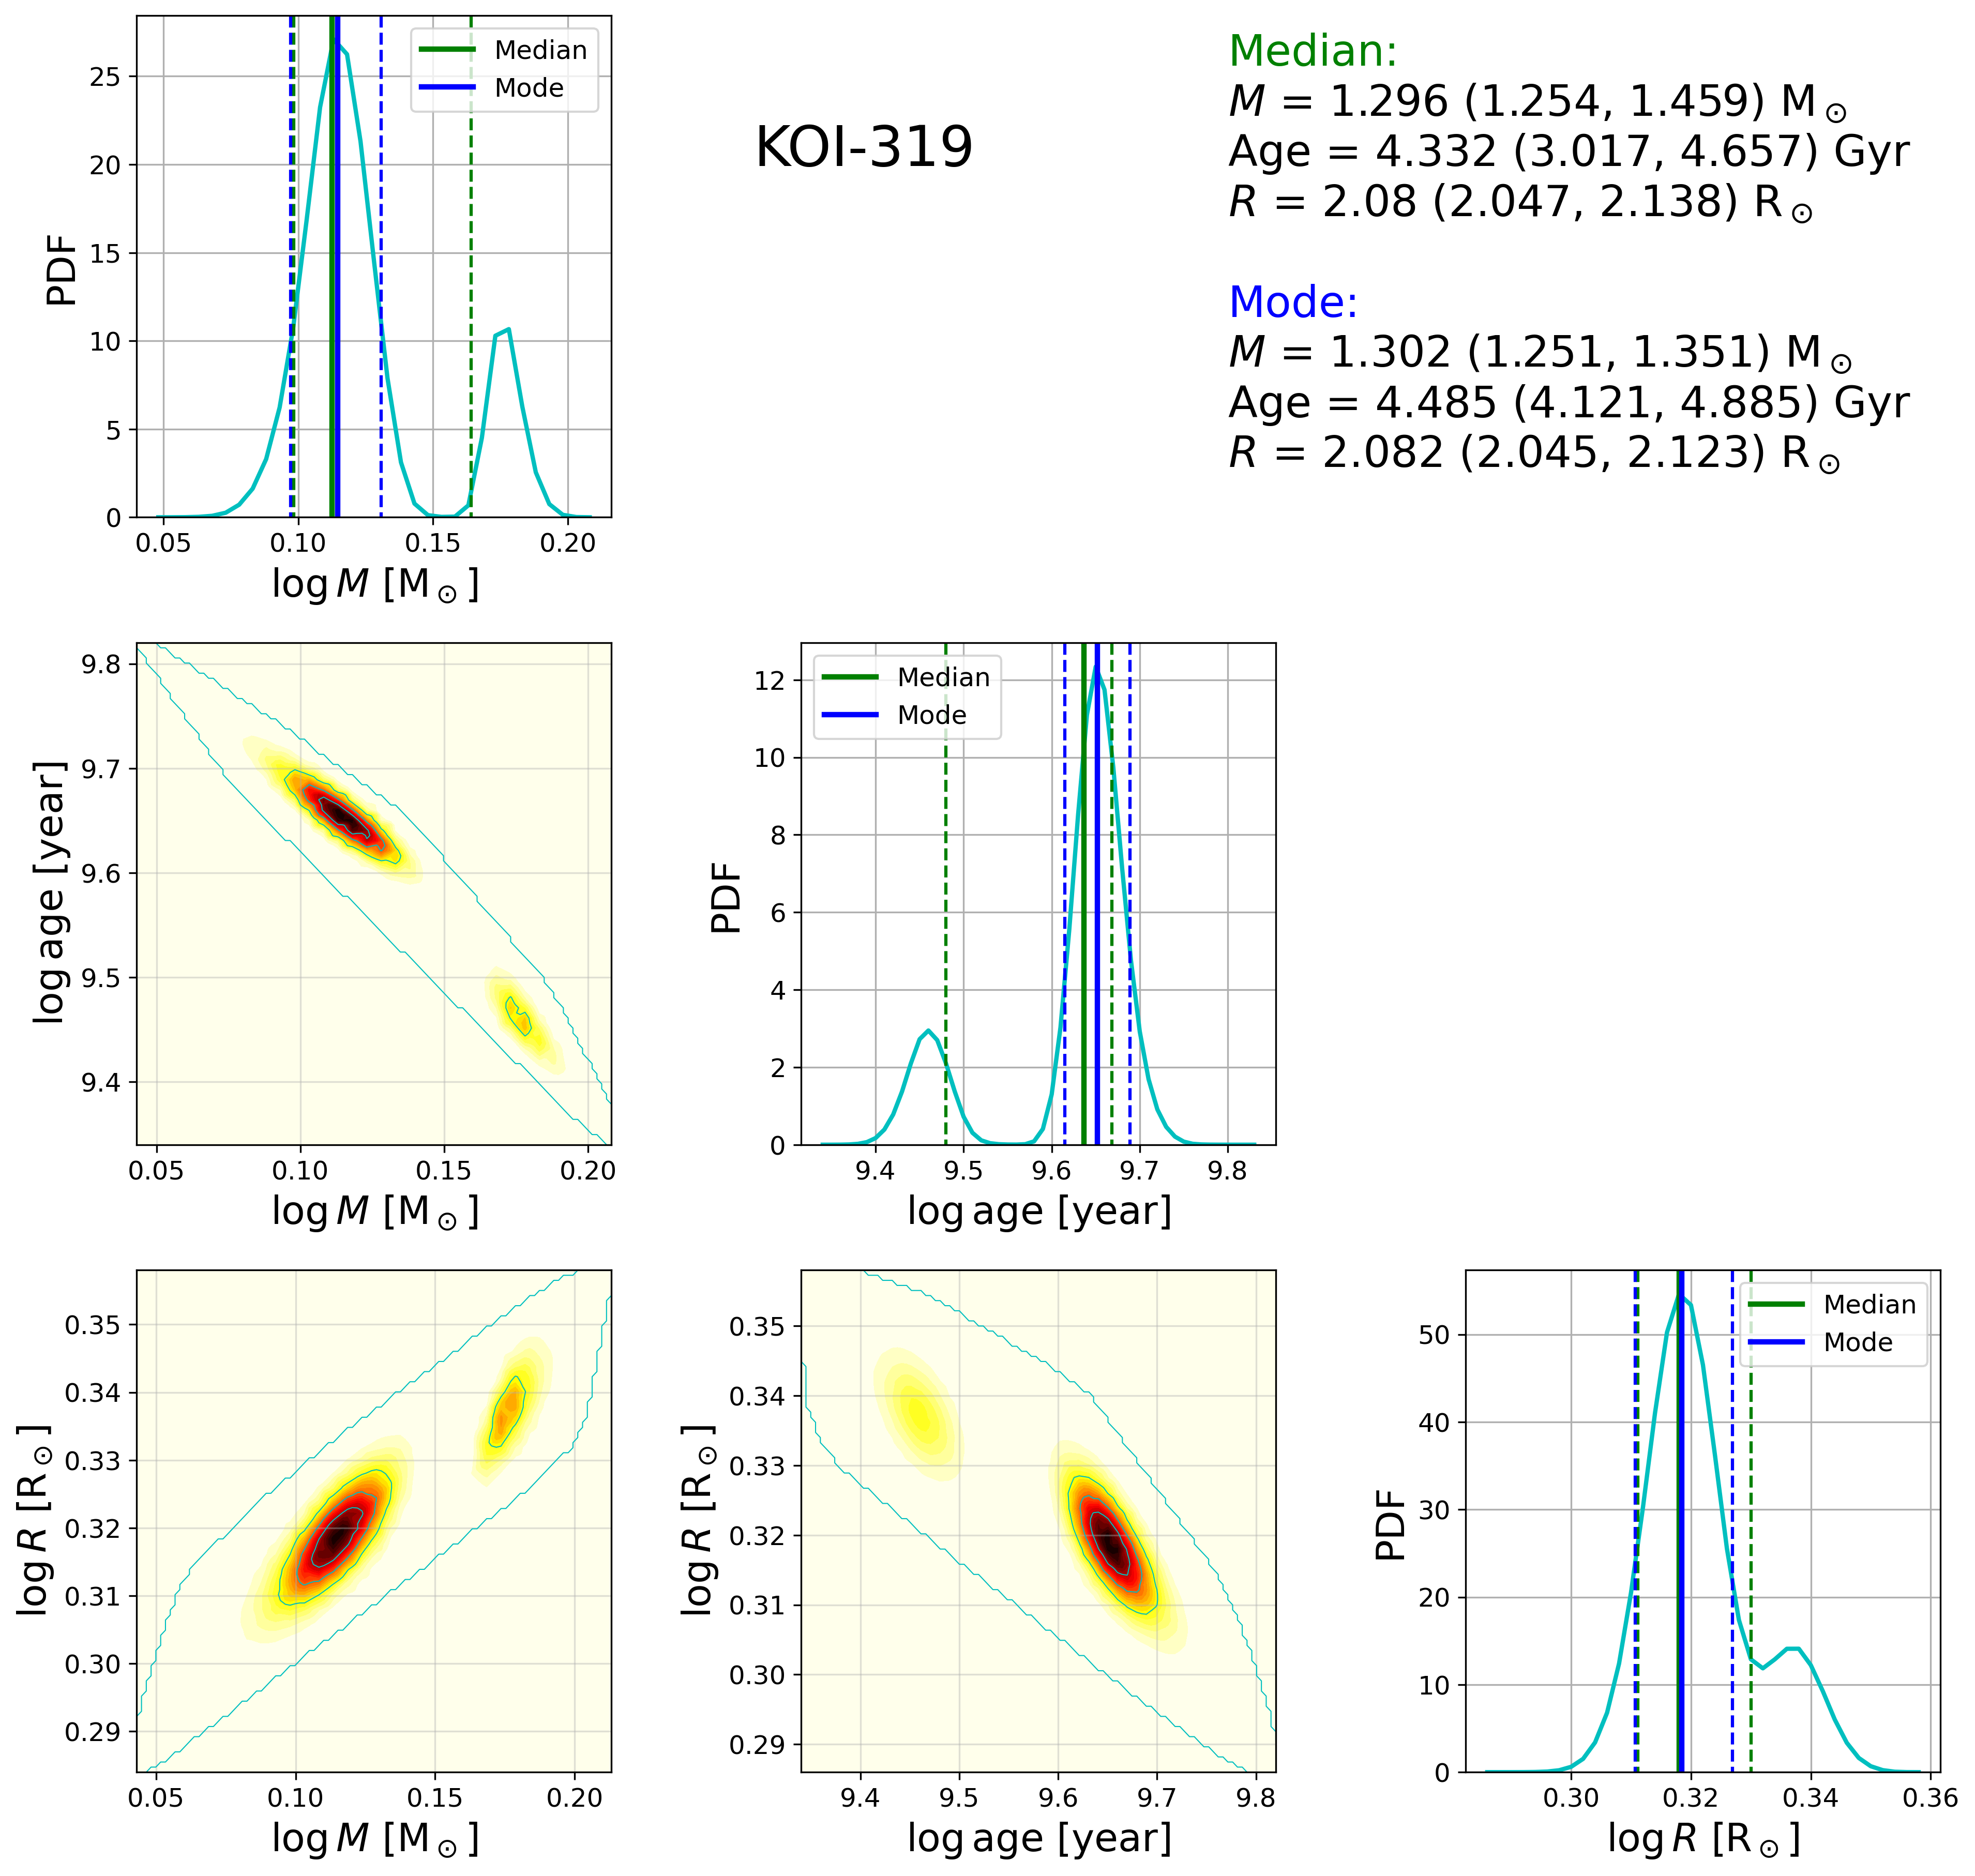 Median
Mode
25
20
15
10
5
0
PDF
0.05 0.10 0.15 0.20
log M [M⊙]
KOI-319
Median:
M = 1.296 (1.254, 1.459) M⊙
Age = 4.332 (3.017, 4.657) Gyr
R = 2.08 (2.047, 2.138) R⊙
Mode:
M = 1.302 (1.251, 1.351) M⊙
Age = 4.485 (4.121, 4.885) Gyr
R = 2.082 (2.045, 2.123) R⊙
9.8
9.7
9.6
9.5
9.4
log age [year]
0.05 0.10 0.15 0.20
log M [M⊙]
Median
Mode
12
10
8
6
4
2
0
PDF
9.4 9.5 9.6 9.7 9.8
log age [year]
0.35
0.34
0.33
0.32
0.31
0.30
0.29
log R [R⊙]
0.05 0.10 0.15 0.20
log M [M⊙]
0.35
0.34
0.33
0.32
0.31
0.30
0.29
log R [R⊙]
9.4 9.5 9.6 9.7 9.8
log age [year]
Median
Mode
50
40
30
20
10
0
PDF
0.30 0.32 0.34 0.36
log R [R⊙]